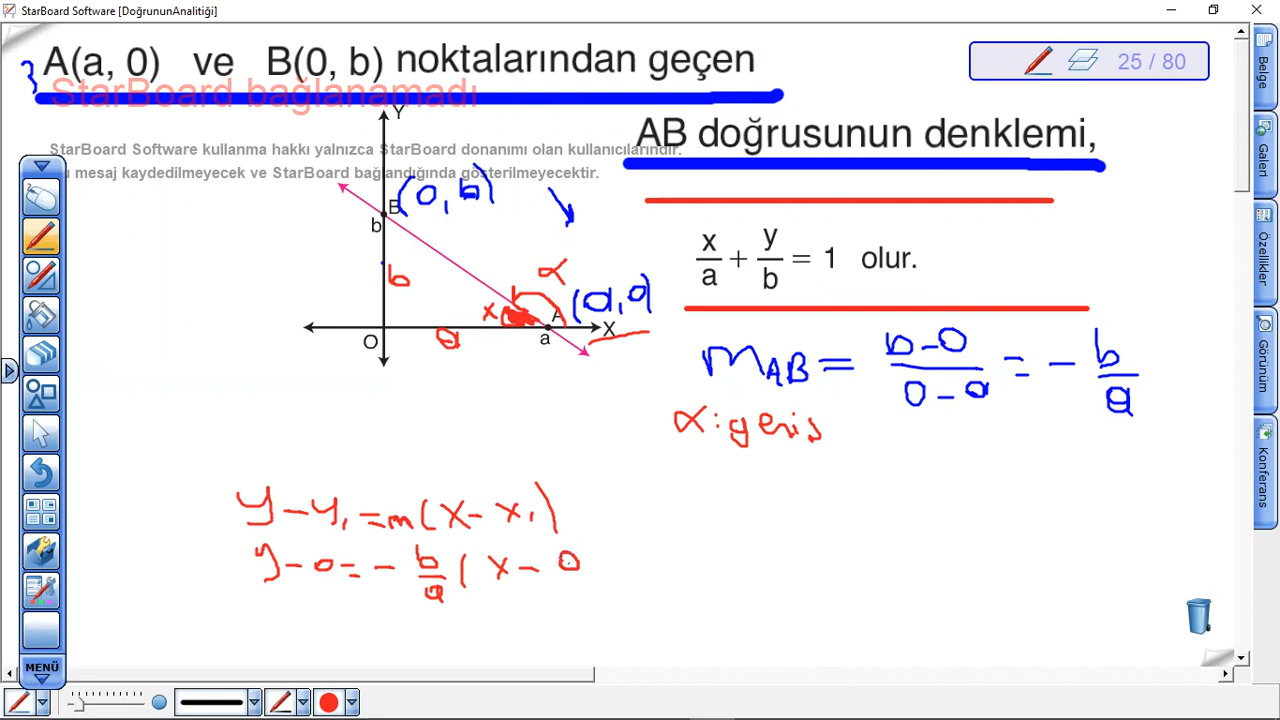 StarBoard Software [DoğrununAnalitiği]
A(a, 0) ve B(0, b) noktalarından geçen
25 / 80
StarBoard bağlanamadı
AB doğrusunun denklemi,
StarBoard Software kullanma hakkı yalnızca StarBoard donanımı olan kullanıcılarındır.
mesaj kaydedilmeyecek ve StarBoard bağlandığında gösterilmeyecektir.
Y
B (0, b)
b
b
α
(a, 0)
x
A
X
O
a
a
x/a + y/b = 1 olur.
m_AB = (b-0)/(0-a) = - b/a
α: geniş
y - y₁ = m(x - x₁)
y - 0 = - b/a ( x -
MENÜ
Belge
Galeri
Özellikler
Görünüm
Konferans